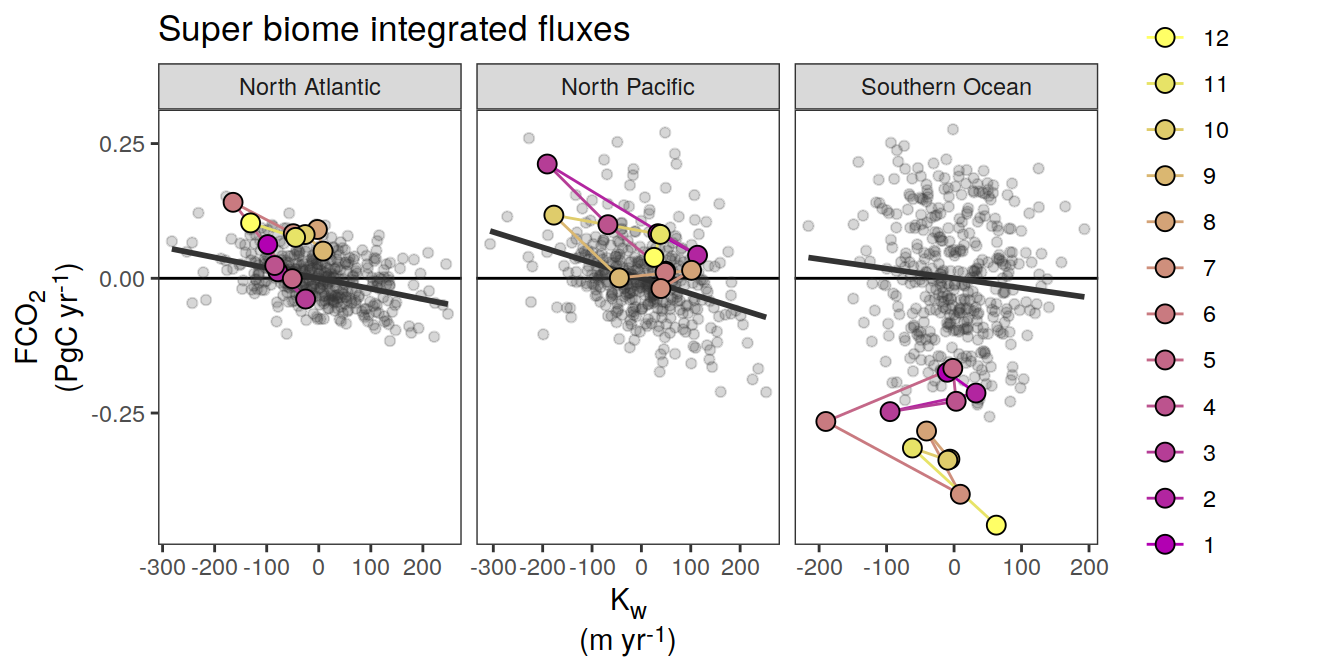 Super biome integrated fluxes
North Atlantic
North Pacific
Southern Ocean
0.25
0.00
-0.25
FCO2
(PgC yr-1)
-300 -200 -100 0 100 200
-300 -200 -100 0 100 200
-200 -100 0 100 200
Kw
(m yr-1)
12
11
10
9
8
7
6
5
4
3
2
1